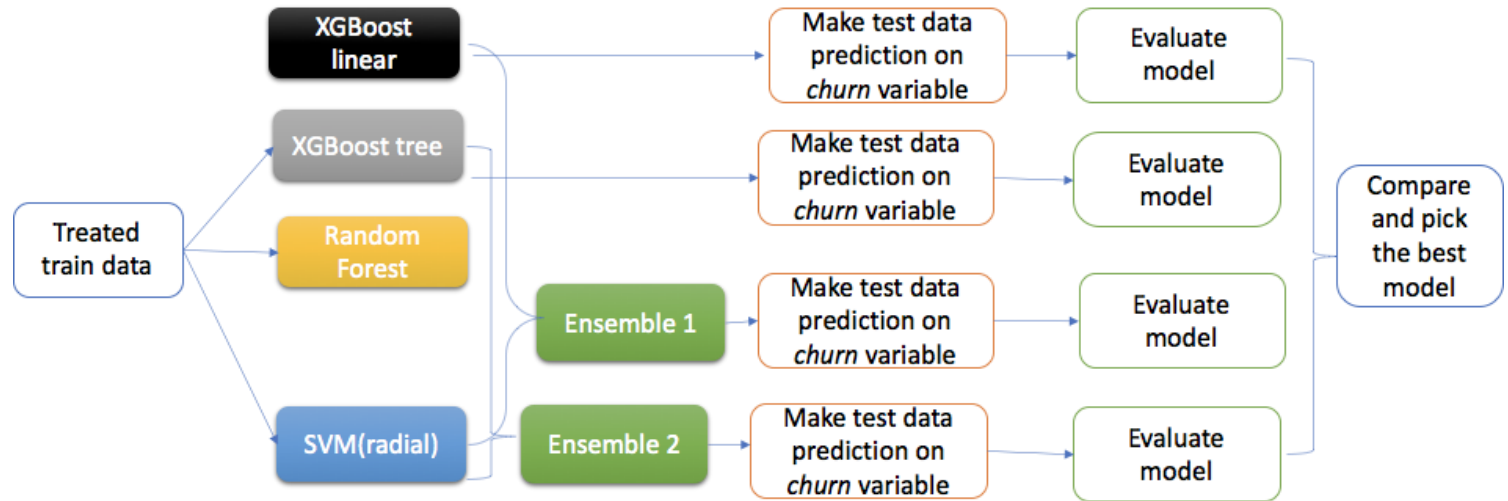 Treated
train data
XGBoost
linear
XGBoost tree
Random
Forest
SVM(radial)
Ensemble 1
Ensemble 2
Make test data
prediction on
churn variable
Evaluate
model
Make test data
prediction on
churn variable
Evaluate
model
Make test data
prediction on
churn variable
Evaluate
model
Make test data
prediction on
churn variable
Evaluate
model
Compare
and pick
the best
model